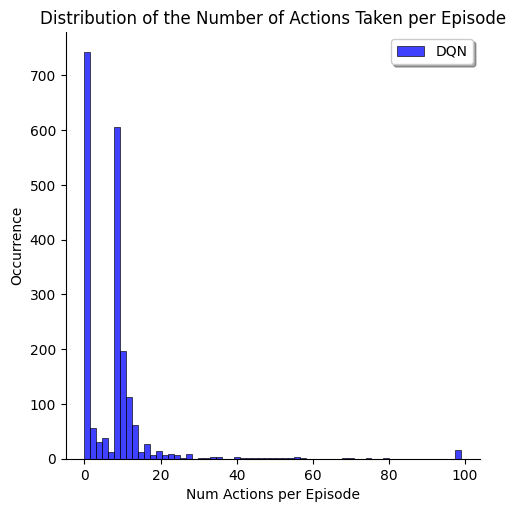 Distribution of the Number of Actions Taken per Episode
DQN
700
600
500
400
300
200
100
0
Occurrence
0 20 40 60 80 100
Num Actions per Episode